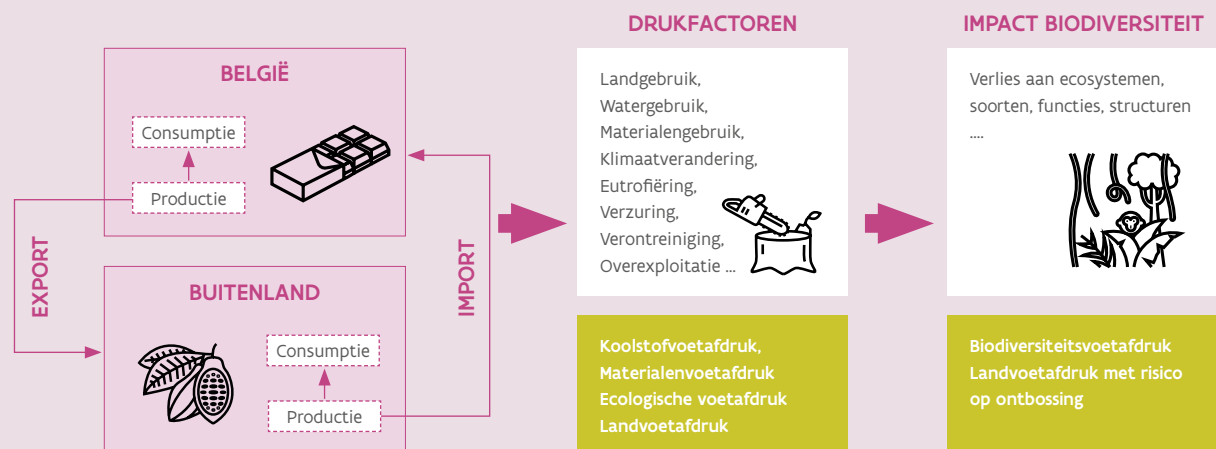 BELGIË
Consumptie
Productie
EXPORT
BUITENLAND
Consumptie
Productie
IMPORT
DRUKFACTOREN
Landgebruik,
Watergebruik,
Materialengebruik,
Klimaatverandering,
Eutrofiëring,
Verzuring,
Verontreiniging,
Overexploitatie ...
Koolstofvoetafdruk,
Materialenvoetafdruk
Ecologische voetafdruk
Landvoetafdruk
IMPACT BIODIVERSITEIT
Verlies aan ecosystemen,
soorten, functies, structuren
....
Biodiversiteitsvoetafdruk
Landvoetafdruk met risico
op ontbossing